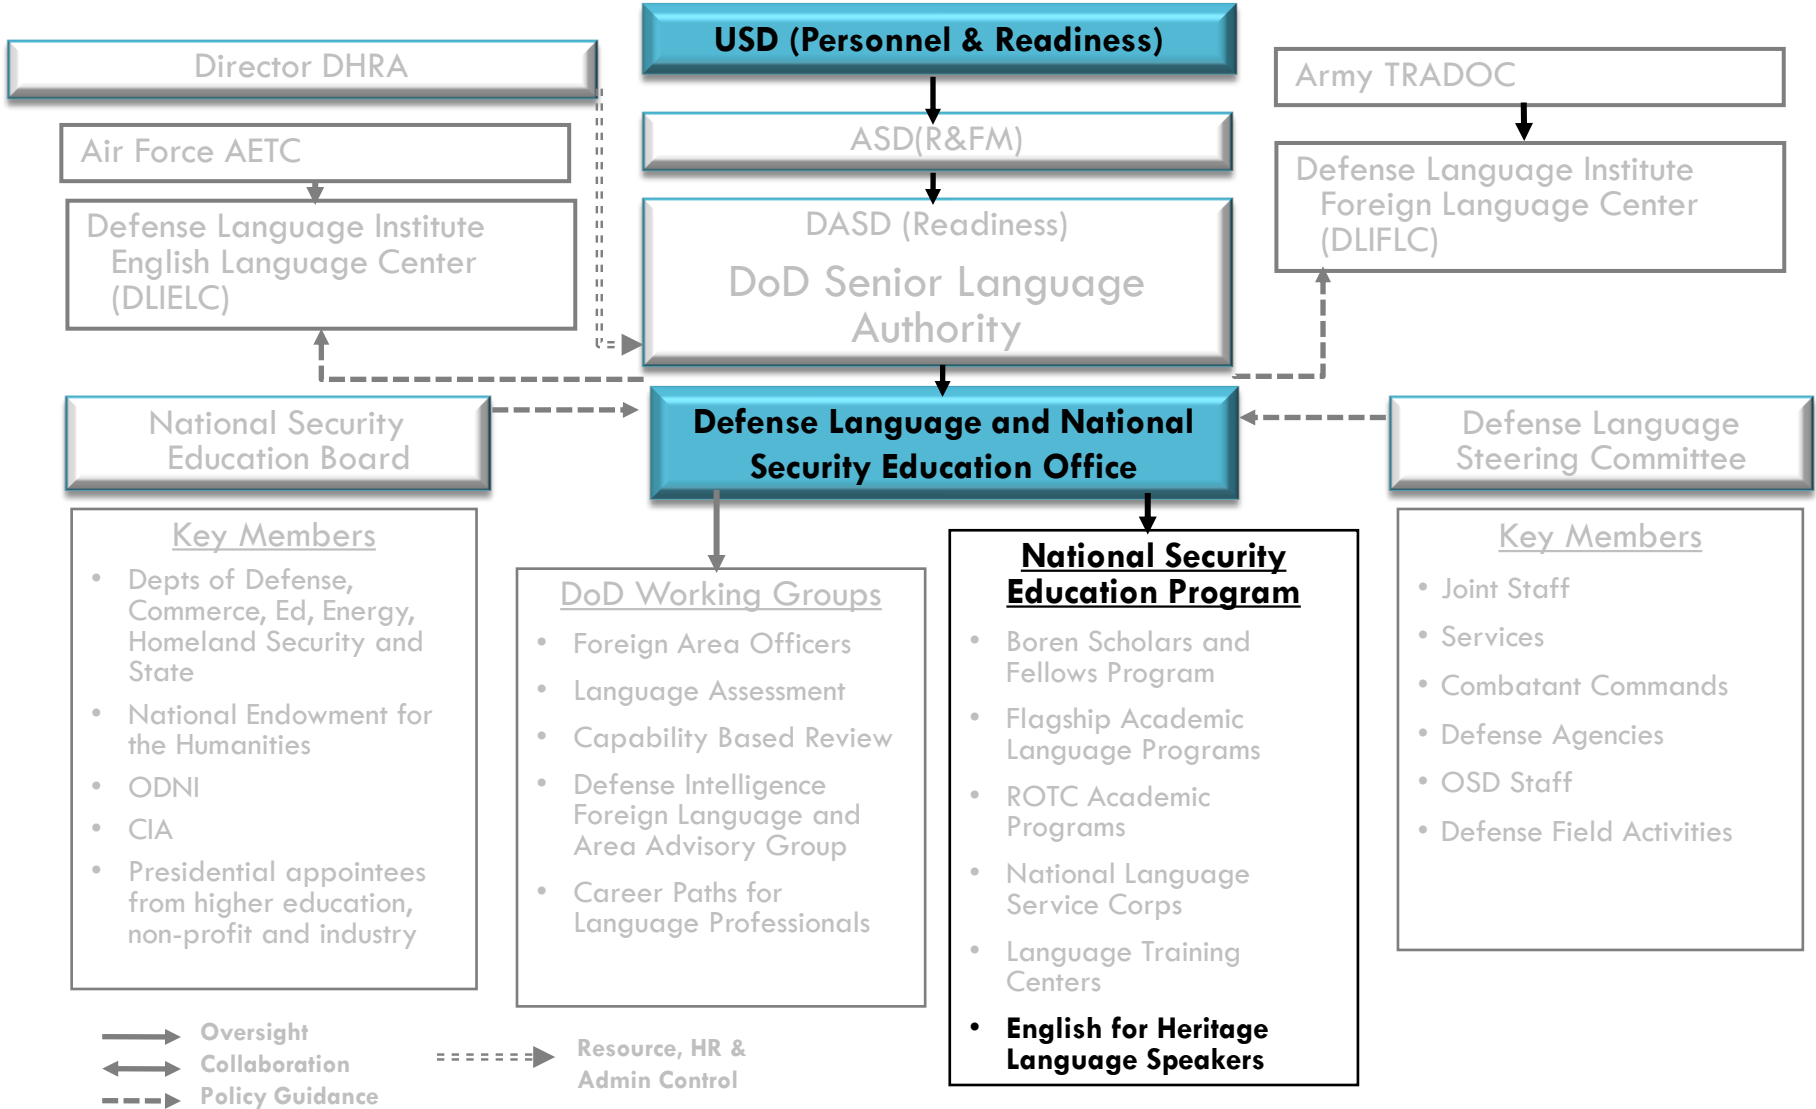 USD (Personnel & Readiness)
Director DHRA
Army TRADOC
ASD(R&FM)
Air Force AETC
Defense Language Institute
English Language Center
(DLIELC)
DASD (Readiness)
DoD Senior Language
Authority
Defense Language Institute
Foreign Language Center
(DLIFLC)
National Security
Education Board
Defense Language and National
Security Education Office
Defense Language
Steering Committee
Key Members
• Depts of Defense,
Commerce, Ed, Energy,
Homeland Security and
State
• National Endowment for
the Humanities
• ODNI
• CIA
• Presidential appointees
from higher education,
non-profit and industry
DoD Working Groups
• Foreign Area Officers
• Language Assessment
• Capability Based Review
• Defense Intelligence
Foreign Language and
Area Advisory Group
• Career Paths for
Language Professionals
National Security
Education Program
• Boren Scholars and
Fellows Program
• Flagship Academic
Language Programs
• ROTC Academic
Programs
• National Language
Service Corps
• Language Training
Centers
• English for Heritage
Language Speakers
Key Members
• Joint Staff
• Services
• Combatant Commands
• Defense Agencies
• OSD Staff
• Defense Field Activities
Oversight
Collaboration
Policy Guidance
Resource, HR &
Admin Control